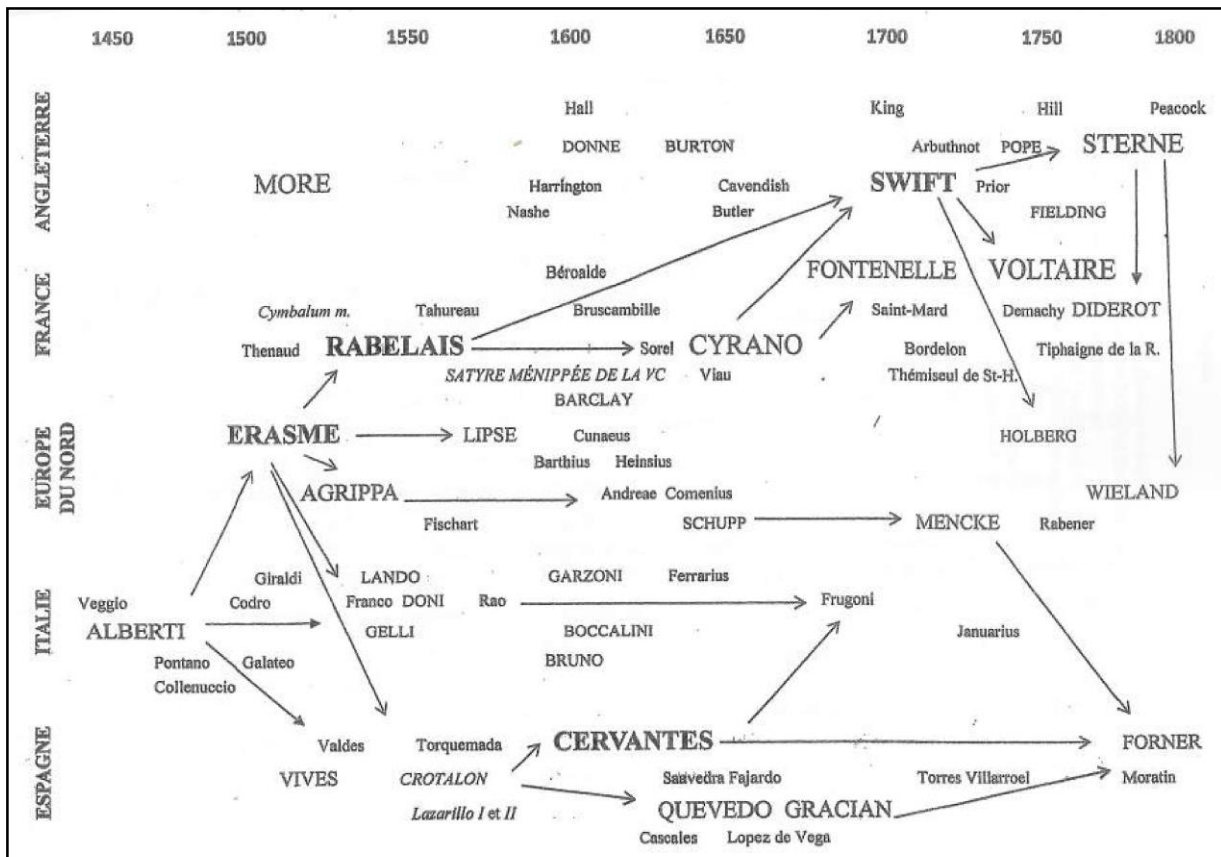 1450 1500 1550 1600 1650 1700 1750 1800
ANGLETERRE
Hall King Hill Peacock
DONNE BURTON Arbuthnot POPE STERNE
MORE Harrington Cavendish SWIFT Prior
Nashe Butler FIELDING
FRANCE
Béroalde FONTENELLE VOLTAIRE
Cymbalum m. Tahureau Bruscambille Saint-Mard Demachy DIDEROT
Thenaud RABELAIS Sorel CYRANO Bordelon Tiphaigne de la R.
SATYRE MÉNIPPÉE DE LA VC Viau Thémiseul de St-H.
BARCLAY
EUROPE
DU NORD
ERASME LIPSE Cunaeus HOLBERG
Barthius Heinsius
AGRIPPA Andreae Comenius WIELAND
Fischart SCHUPP MENCKE Rabener
ITALIE
Giraldi LANDO GARZONI Ferrarius
Veggio Codro Franco DONI Rao Frugoni
ALBERTI GELLI BOCCALINI Januarius
Pontano Galateo BRUNO
Collenuccio
ESPAGNE
Valdes Torquemada CERVANTES FORNER
VIVES CROTALON Saavedra Fajardo Torres Villarroel Moratin
Lazarillo I et II QUEVEDO GRACIAN
Cascales Lopez de Vega